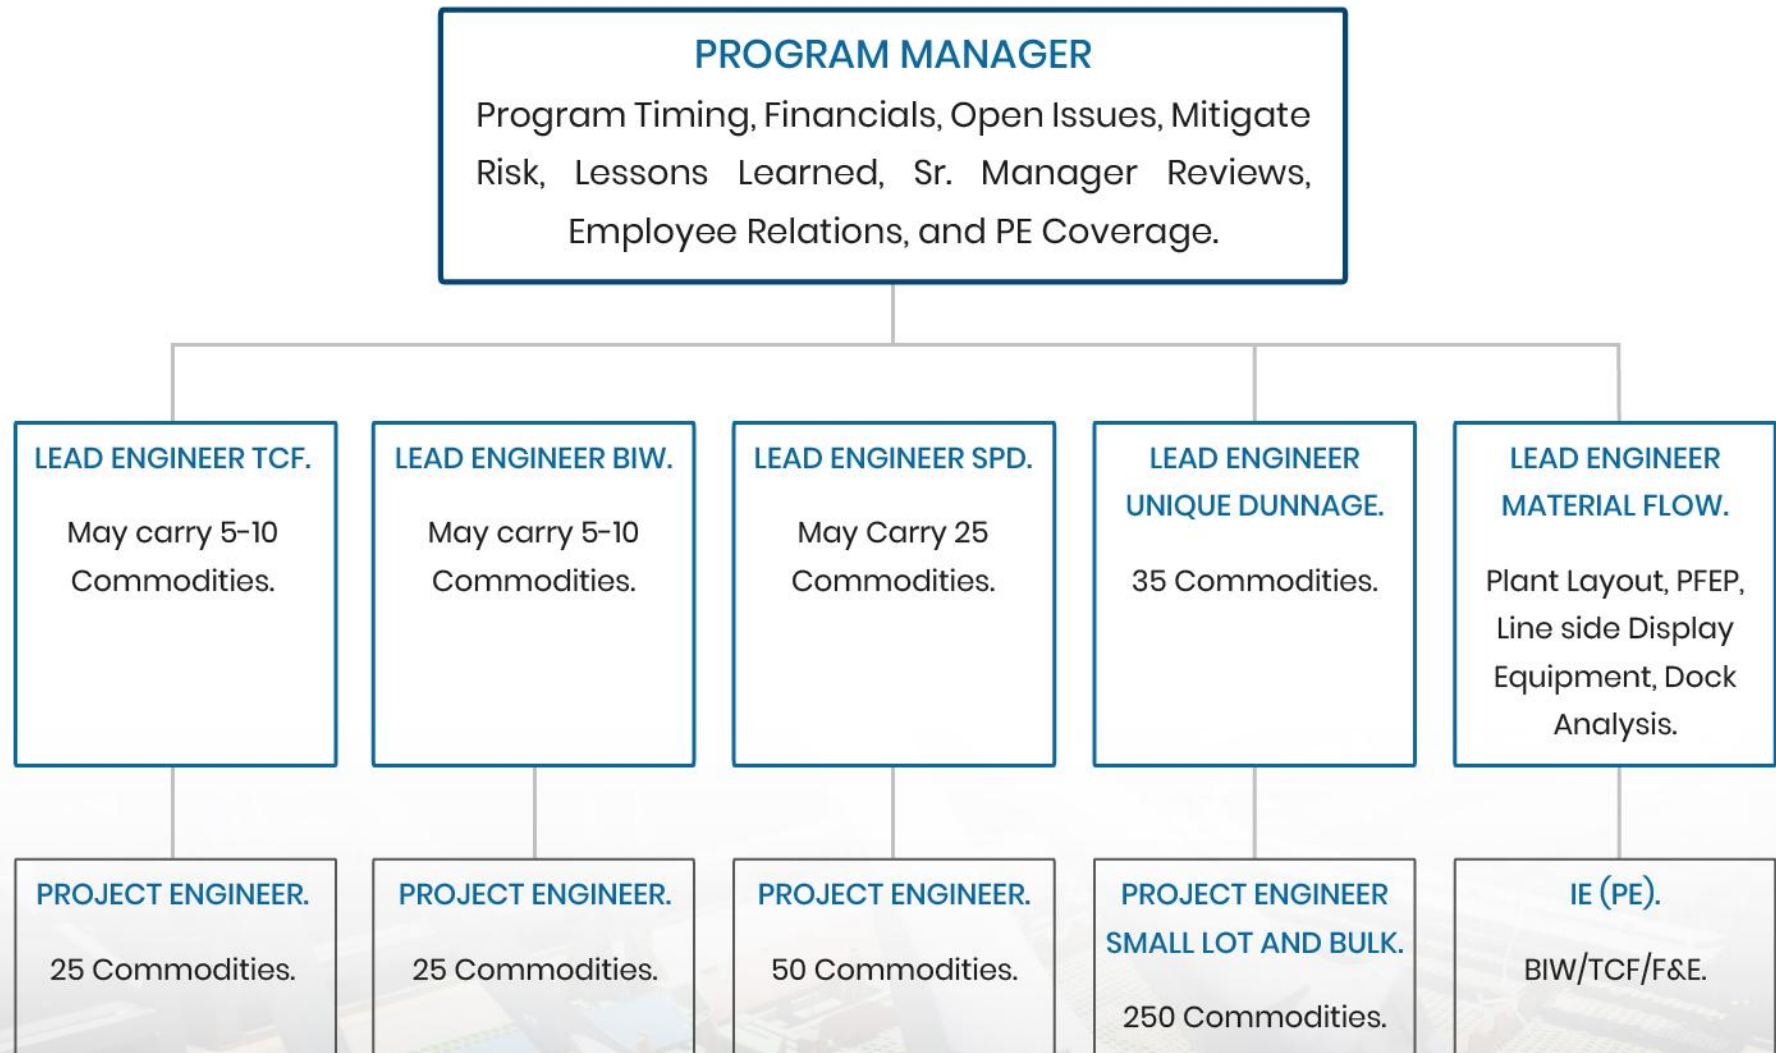 PROGRAM MANAGER
Program Timing, Financials, Open Issues, Mitigate
Risk, Lessons Learned, Sr. Manager Reviews,
Employee Relations, and PE Coverage.
LEAD ENGINEER TCF.
May carry 5-10
Commodities.
LEAD ENGINEER BIW.
May carry 5-10
Commodities.
LEAD ENGINEER SPD.
May Carry 25
Commodities.
LEAD ENGINEER
UNIQUE DUNNAGE.
35 Commodities.
LEAD ENGINEER
MATERIAL FLOW.
Plant Layout, PFEP,
Line side Display
Equipment, Dock
Analysis.
PROJECT ENGINEER.
25 Commodities.
PROJECT ENGINEER.
25 Commodities.
PROJECT ENGINEER.
50 Commodities.
PROJECT ENGINEER
SMALL LOT AND BULK.
250 Commodities.
IE (PE).
BIW/TCF/F&E.